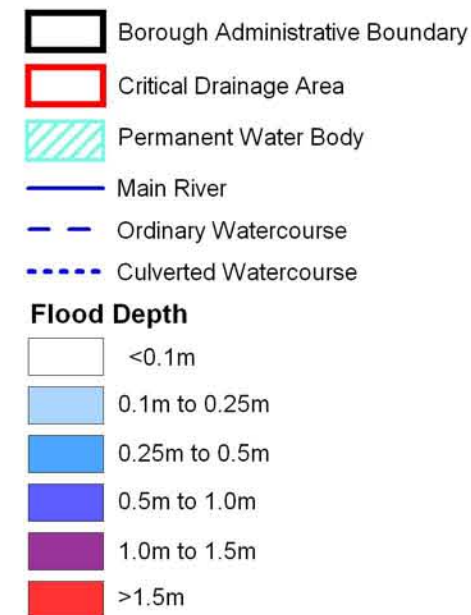 Borough Administrative Boundary
Critical Drainage Area
Permanent Water Body
Main River
Ordinary Watercourse
Culverted Watercourse
Flood Depth
<0.1m
0.1m to 0.25m
0.25m to 0.5m
0.5m to 1.0m
1.0m to 1.5m
>1.5m